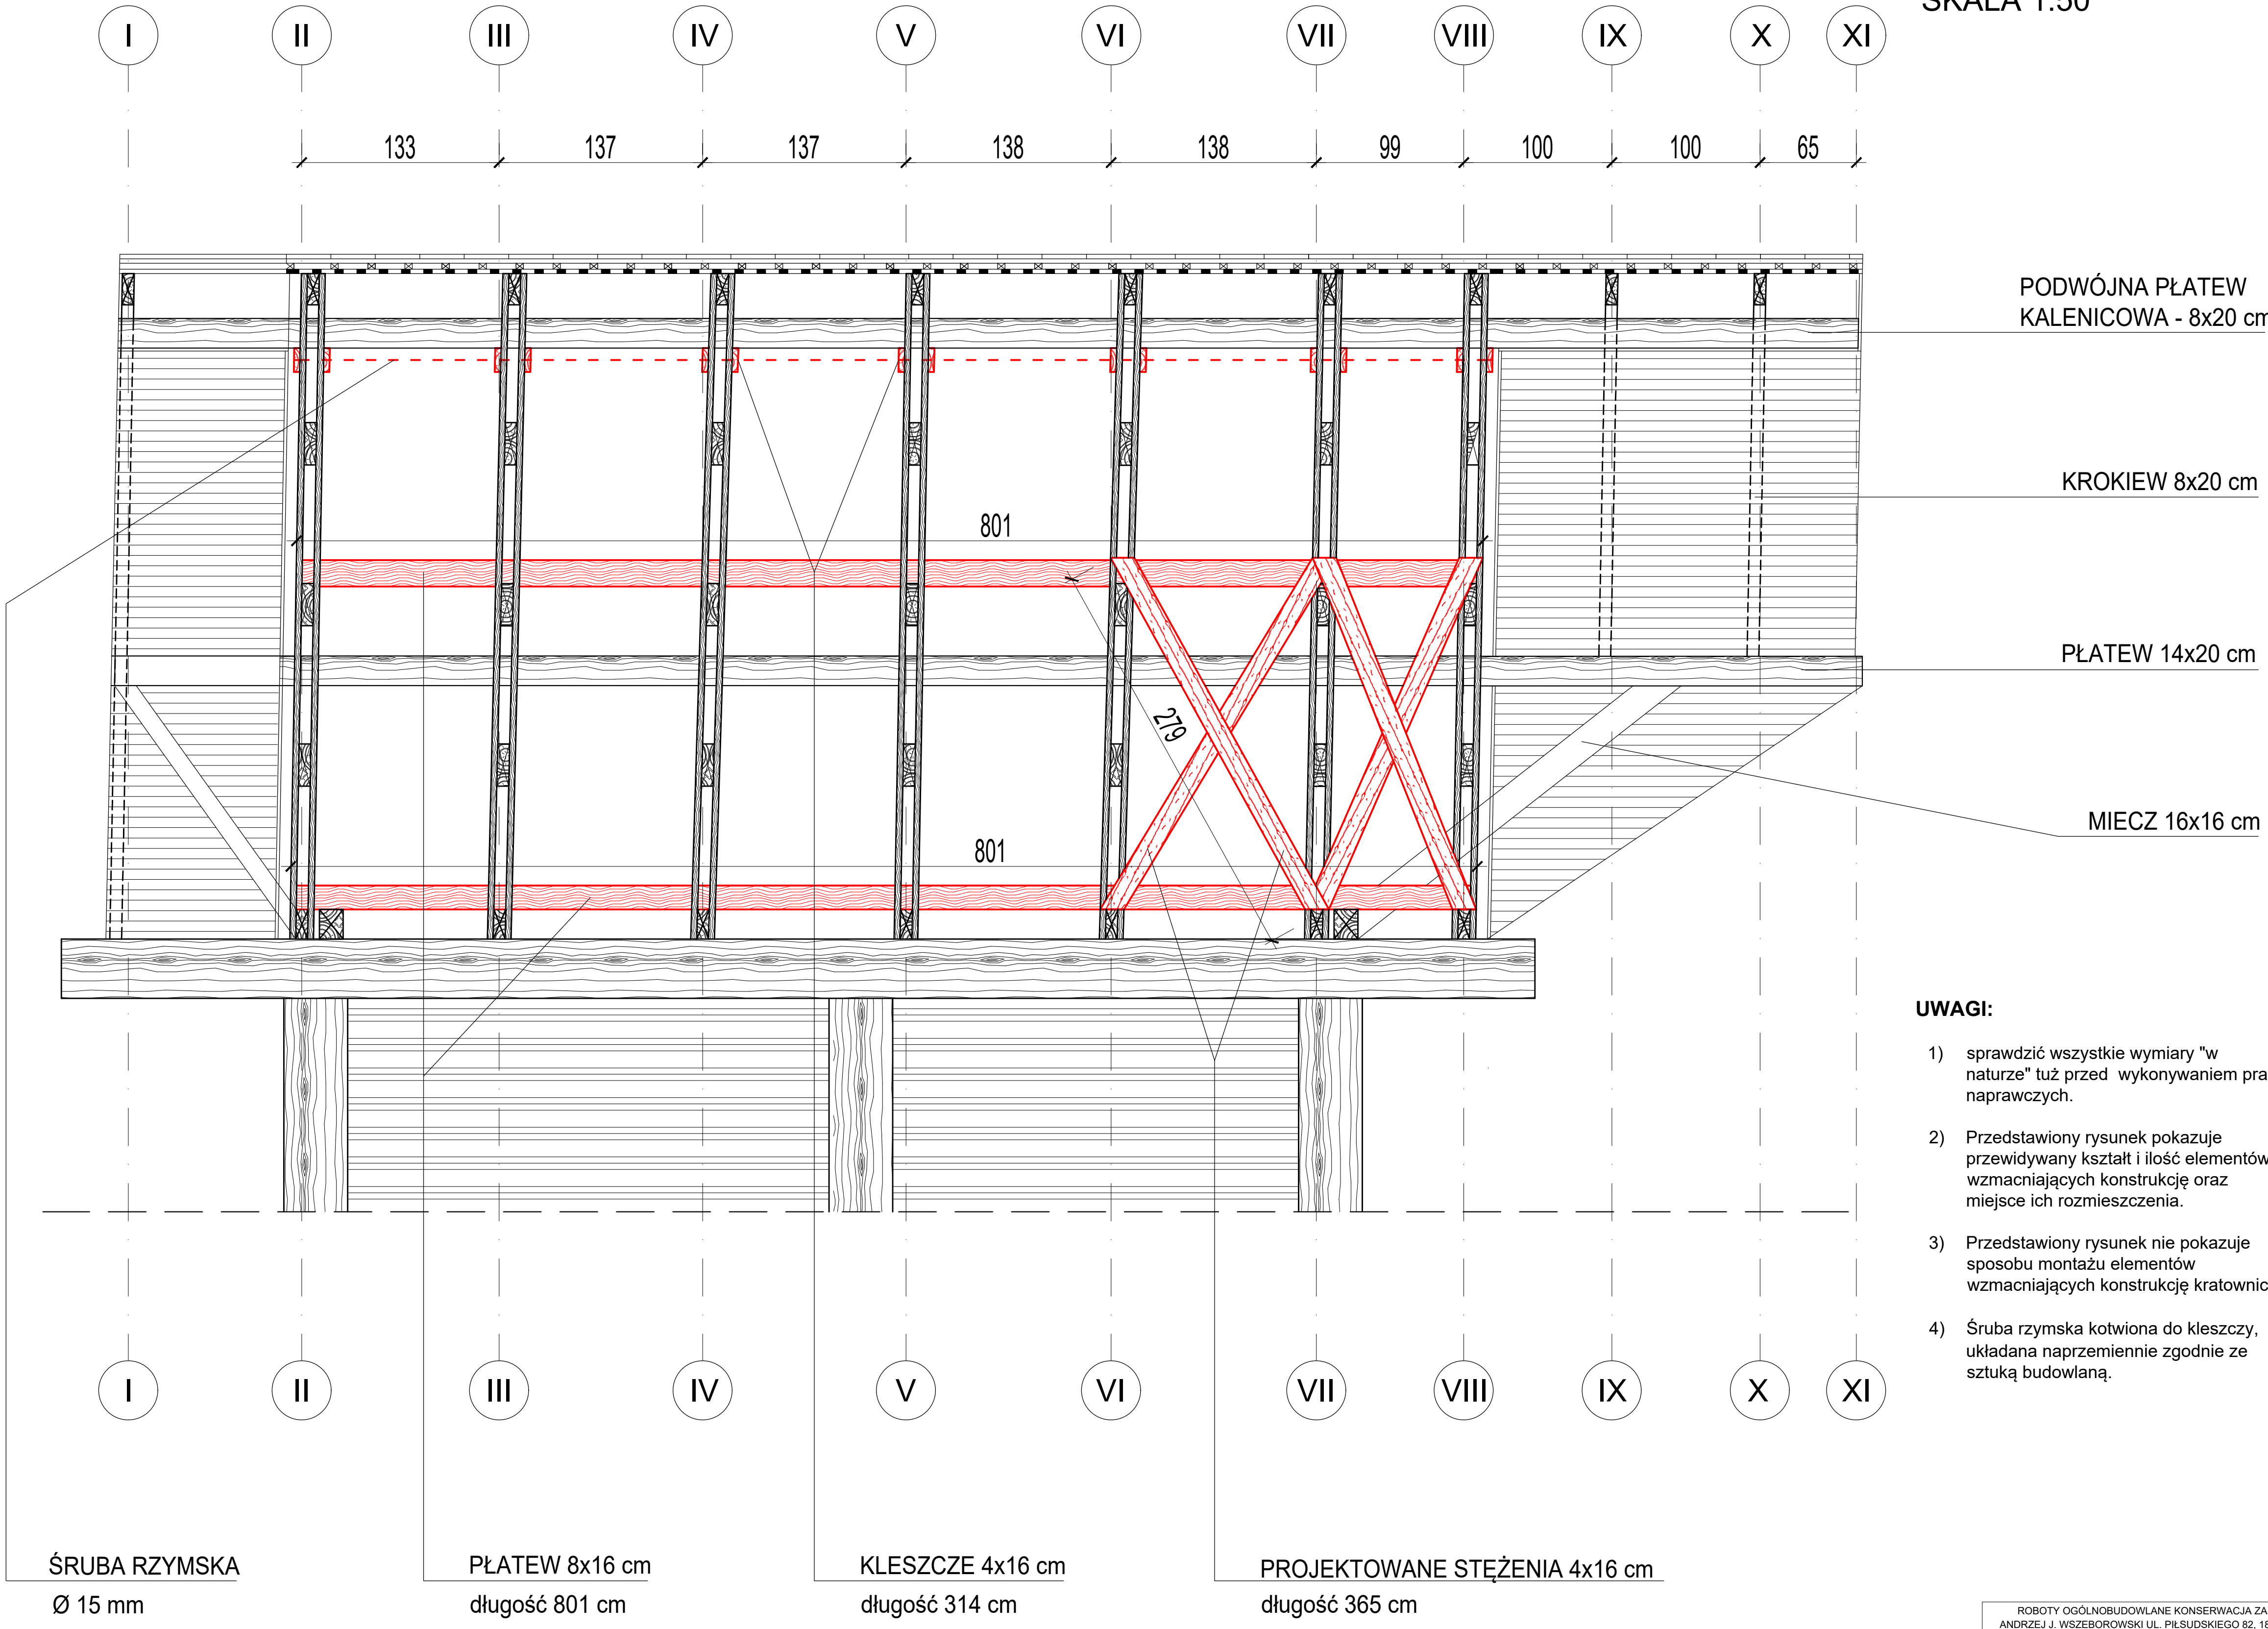 SKALA 1:50
I II III IV V VI VII VIII IX X XI
133 137 137 138 138 99 100 100 65
PODWÓJNA PŁATEW
KALENICOWA - 8x20 cm
KROKIEW 8x20 cm
801
PŁATEW 14x20 cm
279
MIECZ 16x16 cm
801
UWAGI:
1) sprawdzić wszystkie wymiary "w
naturze" tuż przed wykonywaniem
naprawczych.
2) Przedstawiony rysunek pokazuje
przewidywany kształt i ilość elementów
wzmacniających konstrukcję oraz
miejsce ich rozmieszczenia.
3) Przedstawiony rysunek nie pokazuje
sposobu montażu elementów
wzmacniających konstrukcję
4) Śruba rzymska kotwiona do kleszczy,
układana naprzemiennie zgodnie ze
sztuką budowlaną.
I II III IV V VI VII VIII IX X XI
ŚRUBA RZYMSKA
Ø 15 mm
PŁATEW 8x16 cm
długość 801 cm
KLESZCZE 4x16 cm
długość 314 cm
PROJEKTOWANE STĘŻENIA 4x16 cm
długość 365 cm
ROBOTY OGÓLNOBUDOWLANE KONSERWACJA
ANDRZEJ J. WSZEBOROWSKI UL. PIŁSUDSKIEGO 82,